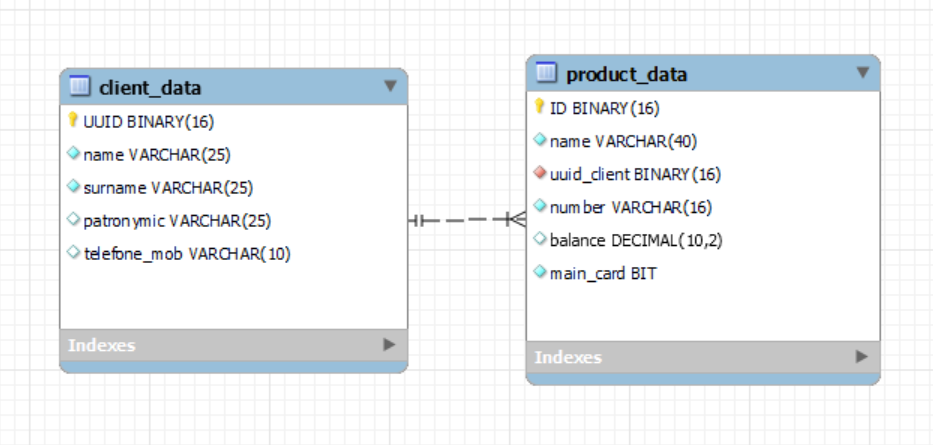 client_data
UUID BINARY(16)
name VARCHAR(25)
surname VARCHAR(25)
patronymic VARCHAR(25)
telefone_mob VARCHAR(10)
Indexes
product_data
ID BINARY(16)
name VARCHAR(40)
uuid_client BINARY(16)
number VARCHAR(16)
balance DECIMAL(10,2)
main_card BIT
Indexes